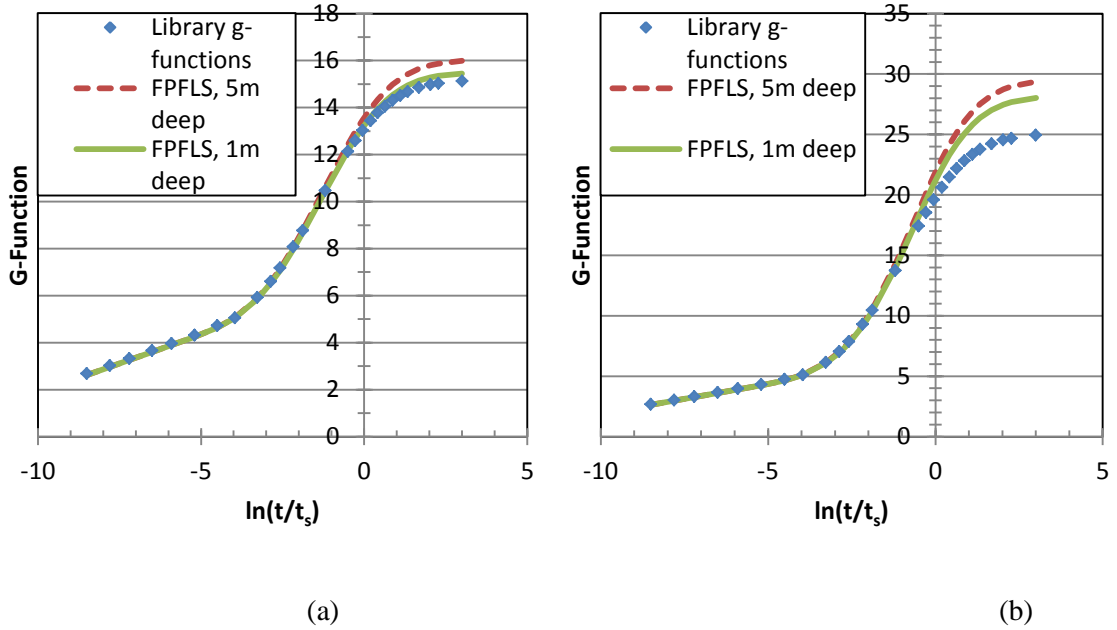 18
16
14
12
10
8
6
4
2
0
Library g-
functions
FPFLS, 5m
deep
FPFLS, 1m
deep
G-Function
-10
-5
0
5
ln(t/ts)
(a)
35
30
25
20
15
10
5
0
Library g-
functions
FPFLS, 5m deep
FPFLS, 1m deep
G-Function
-10
-5
0
5
ln(t/ts)
(b)